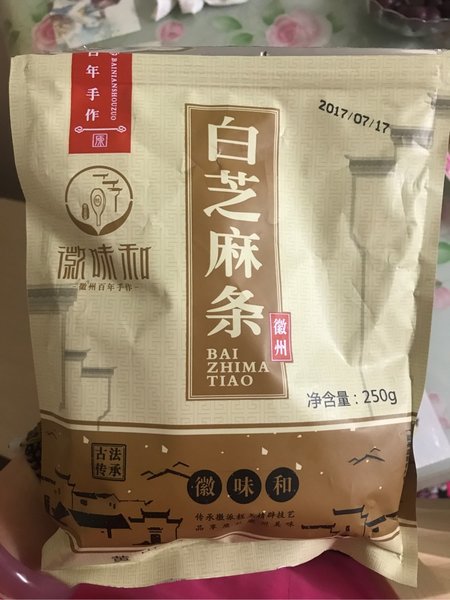 百年手作
BAINIANSHOUZUO
2017/07/17
白芝麻条
徽州
BAI
ZHIMA
TIAO
徽味和
徽州百年手作
净含量：250g
古法
传承
徽味和